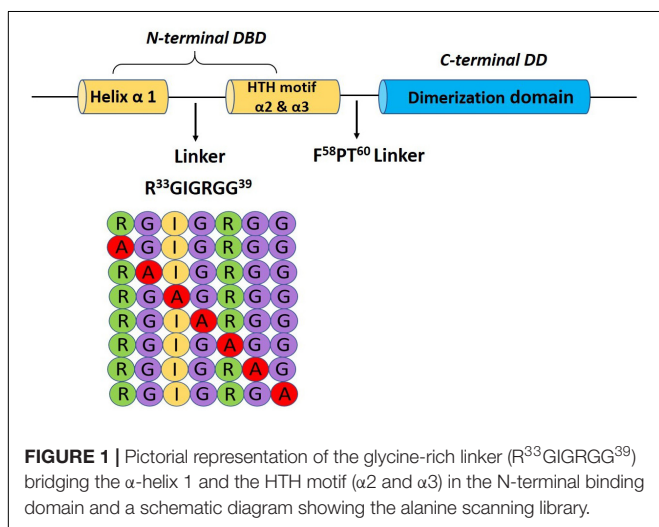 N-terminal DBD
C-terminal DD
Helix α 1
HTH motif
α2 & α3
Dimerization domain
Linker
F⁵⁸PT⁶⁰ Linker
R³³GIGRGG³⁹
R G I G R G G
A G I G R G G
R A I G R G G
R G A G R G G
R G I A R G G
R G I G A G G
R G I G R A G
R G I G R G A
FIGURE 1 | Pictorial representation of the glycine-rich linker (R³³GIGRGG³⁹)
bridging the α-helix 1 and the HTH motif (α2 and α3) in the N-terminal binding
domain and a schematic diagram showing the alanine scanning library.